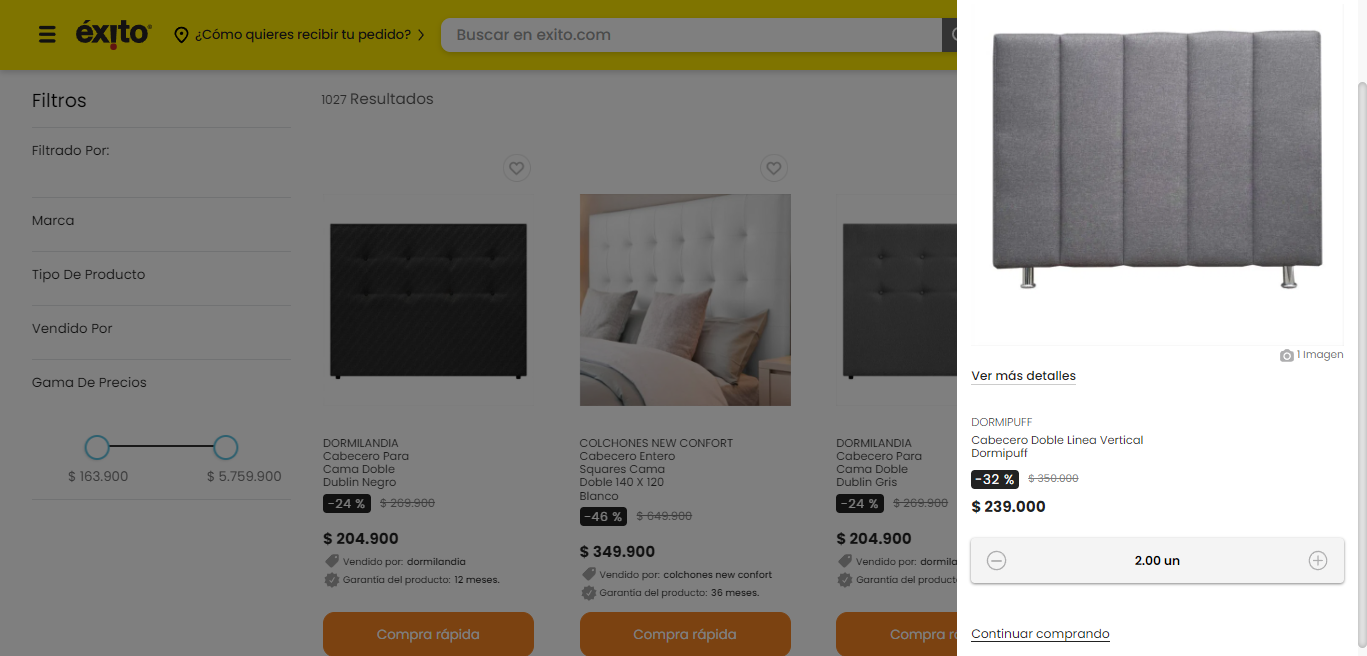 éxito
¿Cómo quieres recibir tu pedido?
Buscar en exito.com
Filtros
Filtrado Por:
Marca
Tipo De Producto
Vendido Por
Gama De Precios
$ 163.900
$ 5.759.900
1027 Resultados
DORMILANDIA
Cabecero Para
Cama Doble
Dublin Negro
-24 % $ 269.900
$ 204.900
Vendido por: dormilandia
Garantía del producto: 12 meses.
Compra rápida
COLCHONES NEW CONFORT
Cabecero Entero
Squares Cama
Doble 140 X 120
Blanco
-46 % $ 649.900
$ 349.900
Vendido por: colchones new confort
Garantía del producto: 36 meses.
Compra rápida
DORMILANDIA
Cabecero Para
Cama Doble
Dublin Gris
-24 % $ 269.900
$ 204.900
Vendido por: dormila
Garantía del product
Compra r
1 Imagen
Ver más detalles
DORMIPUFF
Cabecero Doble Linea Vertical
Dormipuff
-32 % $ 350.000
$ 239.000
2.00 un
Continuar comprando